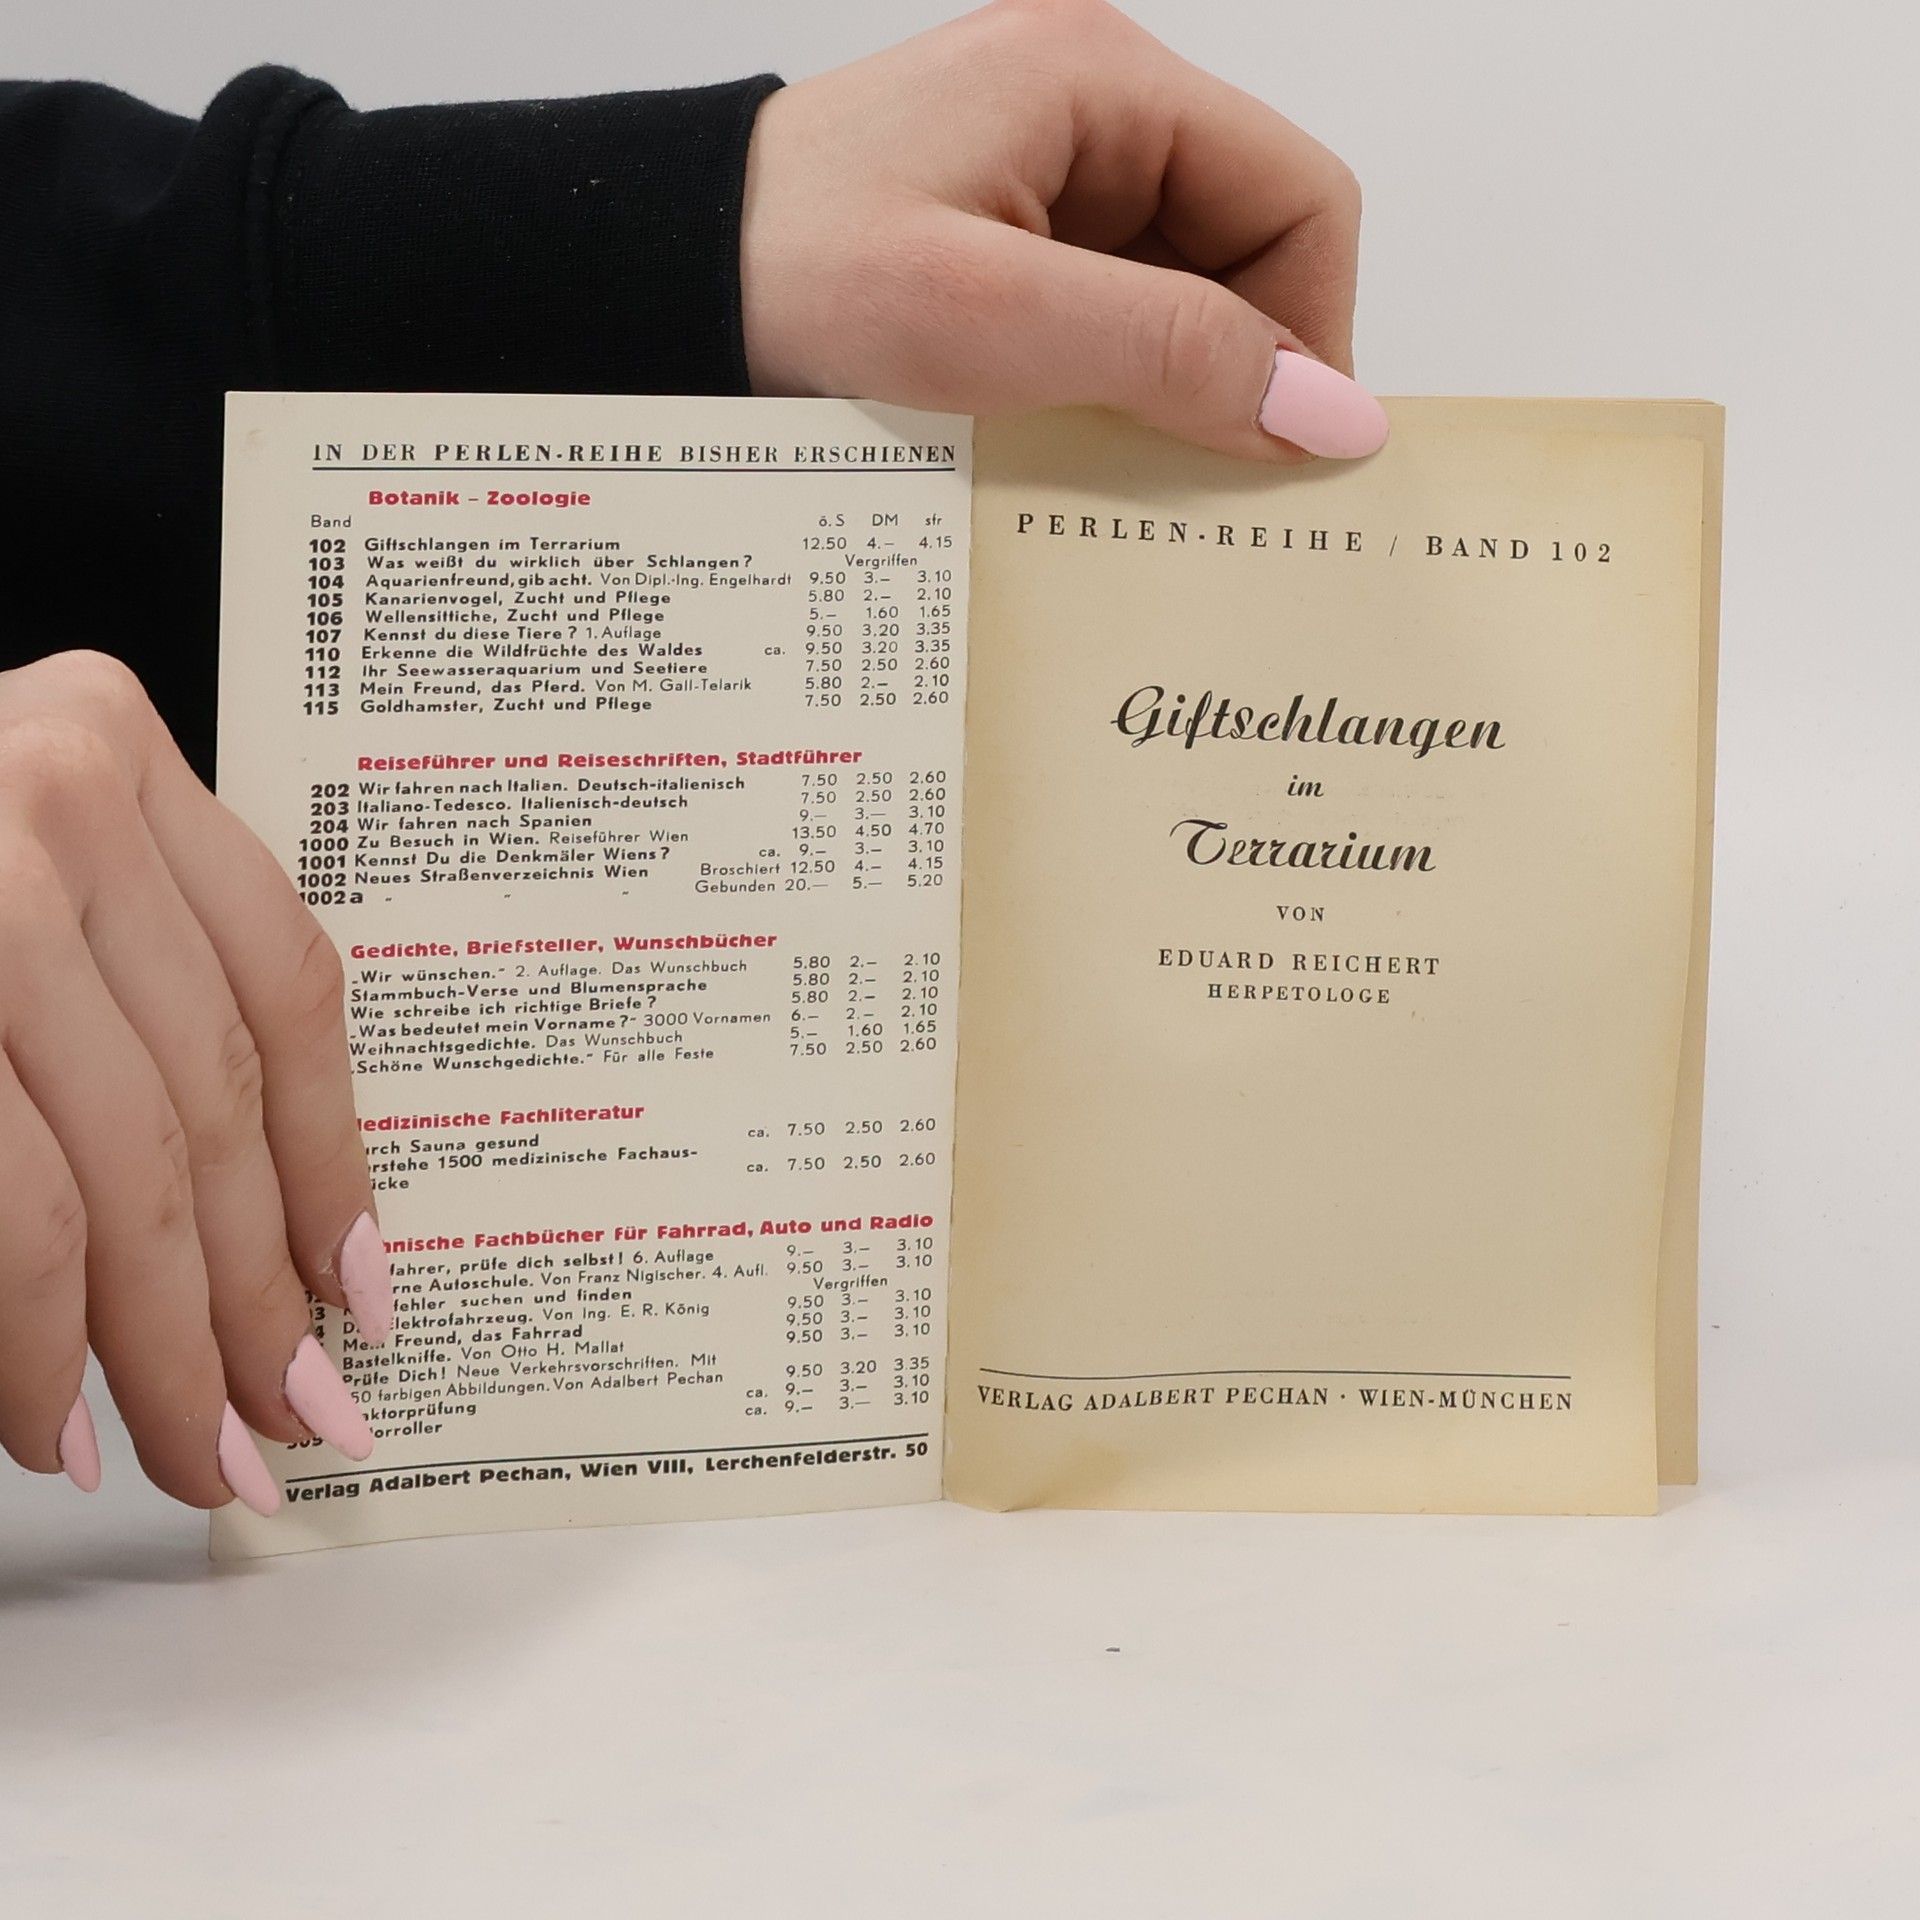 IN DER PERLEN-REIHE BISHER ERSCHIENEN
Botanik – Zoologie
Band ö. S DM sfr
102 Giftschlangen im Terrarium 12.50 4.– 4.15
103 Was weißt du wirklich über Schlangen? Vergriffen
104 Aquarienfreund, gib acht. Von Dipl.-Ing. Engelhardt 9.50 3.– 3.10
105 Kanarienvogel, Zucht und Pflege 5.80 2.– 2.10
106 Wellensittiche, Zucht und Pflege 5.– 1.60 1.65
107 Kennst du diese Tiere? 1. Auflage 9.50 3.20 3.35
110 Erkenne die Wildfrüchte des Waldes ca. 9.50 3.20 3.35
112 Ihr Seewasseraquarium und Seetiere 7.50 2.50 2.60
113 Mein Freund, das Pferd. Von M. Gall-Telarik 5.80 2.– 2.10
115 Goldhamster, Zucht und Pflege 7.50 2.50 2.60
Reiseführer und Reiseschriften, Stadtführer
202 Wir fahren nach Italien. Deutsch-italienisch 7.50 2.50 2.60
203 Italiano-Tedesco. Italienisch-deutsch 7.50 2.50 2.60
204 Wir fahren nach Spanien 9.– 3.— 3.10
1000 Zu Besuch in Wien. Reiseführer Wien 13.50 4.50 4.70
1001 Kennst Du die Denkmäler Wiens? ca. 9.– 3.– 3.10
1002 Neues Straßenverzeichnis Wien Broschiert 12.50 4.– 4.15
1002a " " " Gebunden 20.— 5.— 5.20
Gedichte, Briefsteller, Wunschbücher
„Wir wünschen." 2. Auflage. Das Wunschbuch 5.80 2.– 2.10
Stammbuch-Verse und Blumensprache 5.80 2.– 2.10
Wie schreibe ich richtige Briefe? 5.80 2.– 2.10
„Was bedeutet mein Vorname?" 3000 Vornamen 6.– 2.– 2.10
Weihnachtsgedichte. Das Wunschbuch 5.– 1.60 1.65
„Schöne Wunschgedichte." Für alle Feste 7.50 2.50 2.60
edizinische Fachliteratur
urch Sauna gesund ca. 7.50 2.50 2.60
rstehe 1500 medizinische Fachaus-
icke ca. 7.50 2.50 2.60
nische Fachbücher für Fahrrad, Auto und Radio
fahrer, prüfe dich selbst! 6. Auflage 9.– 3.– 3.10
rne Autoschule. Von Franz Nigischer. 4. Aufl. 9.50 3.– 3.10
fehler suchen und finden Vergriffen
lektrofahrzeug. Von Ing. E. R. König 9.50 3.– 3.10
Freund, das Fahrrad 9.50 3.– 3.10
Bastelkniffe. Von Otto H. Mallat 9.50 3.– 3.10
Prüfe Dich! Neue Verkehrsvorschriften. Mit
50 farbigen Abbildungen. Von Adalbert Pechan 9.50 3.20 3.35
aktorprüfung ca. 9.– 3.– 3.10
orroller ca. 9.– 3.— 3.10
Verlag Adalbert Pechan, Wien VIII, Lerchenfelderstr. 50
PERLEN-REIHE / BAND 102
Giftschlangen
im
Terrarium
VON
EDUARD REICHERT
HERPETOLOGE
VERLAG ADALBERT PECHAN · WIEN-MÜNCHEN